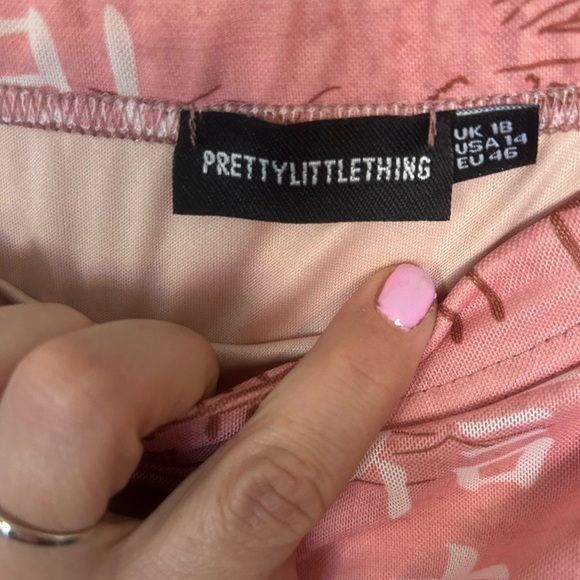 PRETTYLITTLETHING
UK 18
USA 14
EU 46